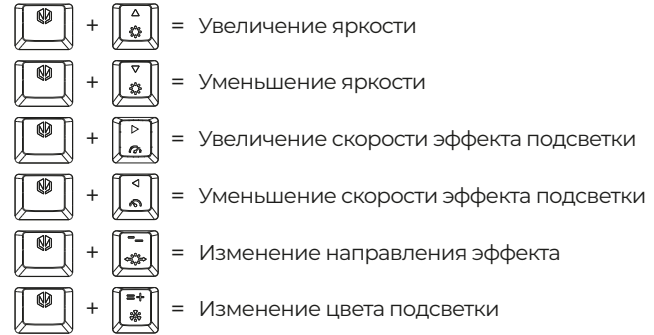 + = Увеличение яркости
+ = Уменьшение яркости
+ = Увеличение скорости эффекта подсветки
+ = Уменьшение скорости эффекта подсветки
+ -_ = Изменение направления эффекта
+ =+ = Изменение цвета подсветки